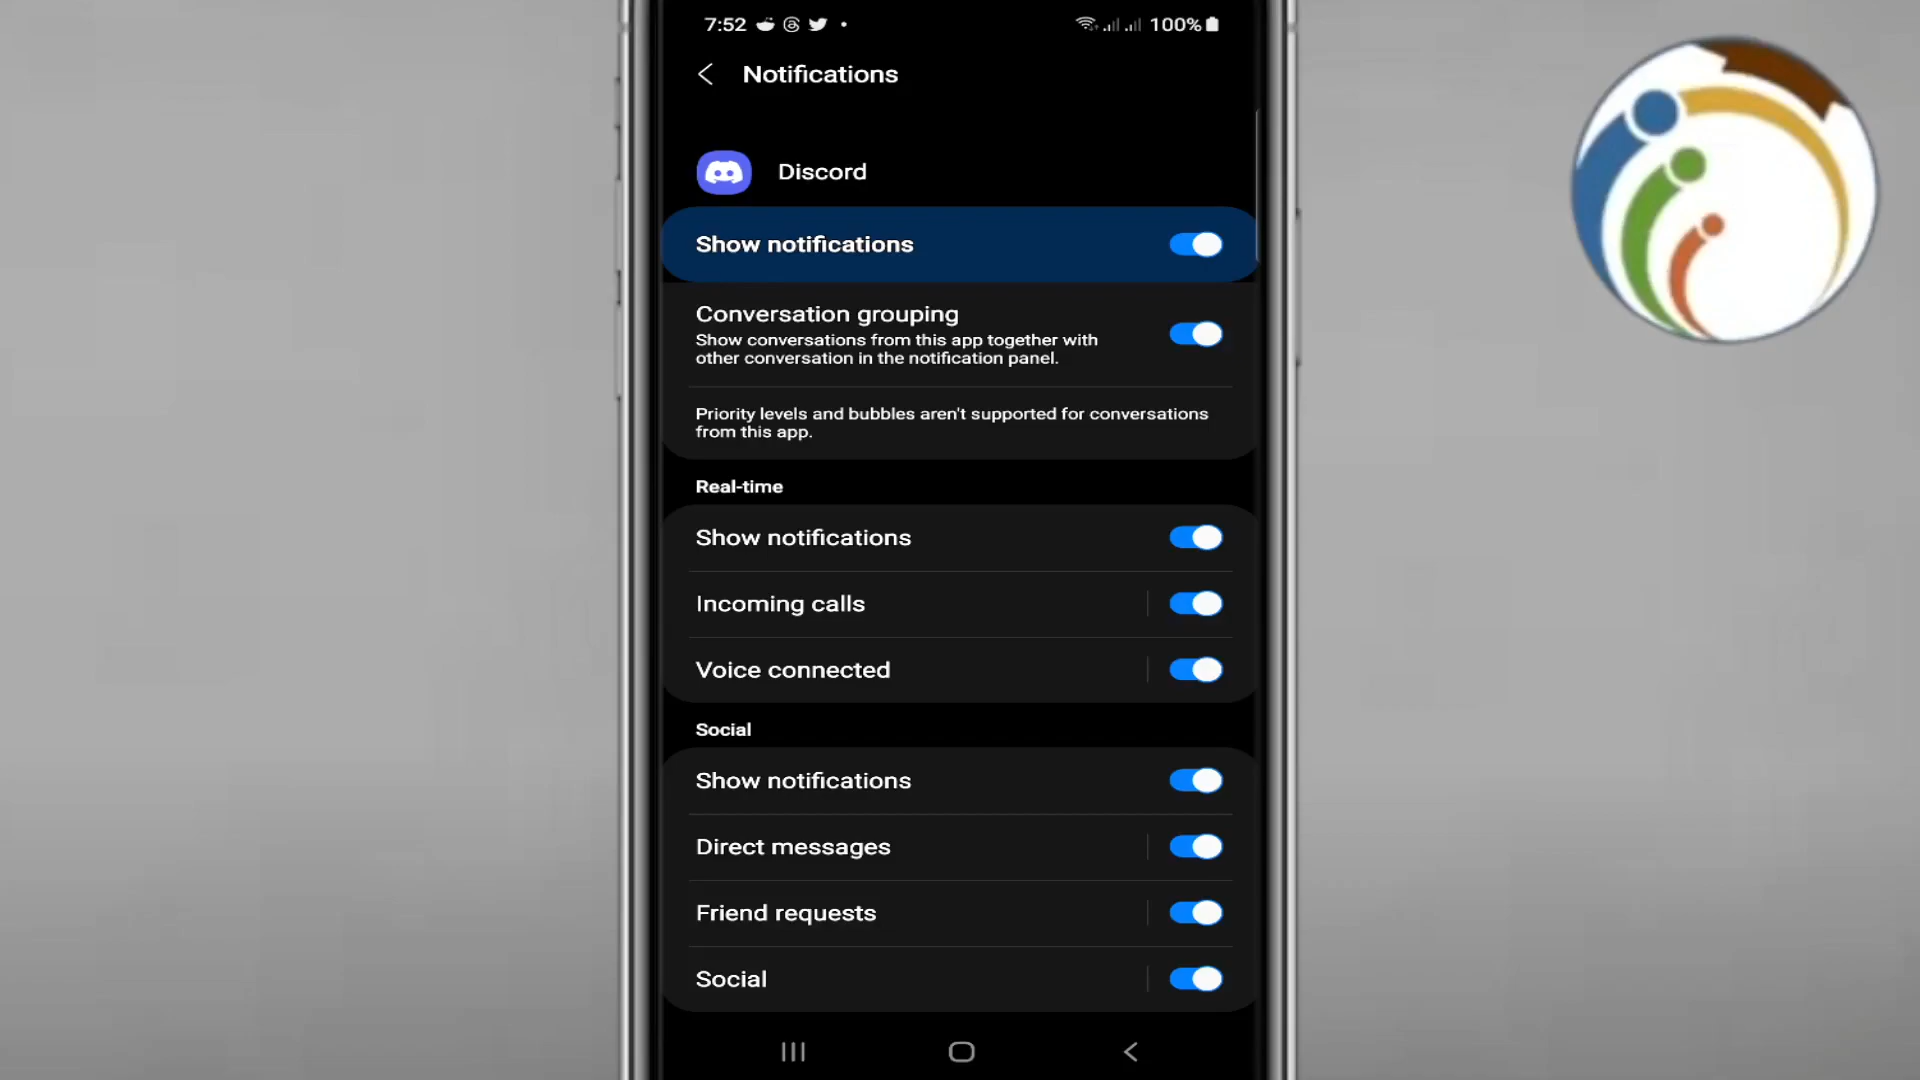 7:52
100%
Notifications
Discord
Show notifications
Conversation grouping
Show conversations from this app together with
other conversation in the notification panel.
Priority levels and bubbles aren't supported for conversations
from this app.
Real-time
Show notifications
Incoming calls
Voice connected
Social
Show notifications
Direct messages
Friend requests
Social